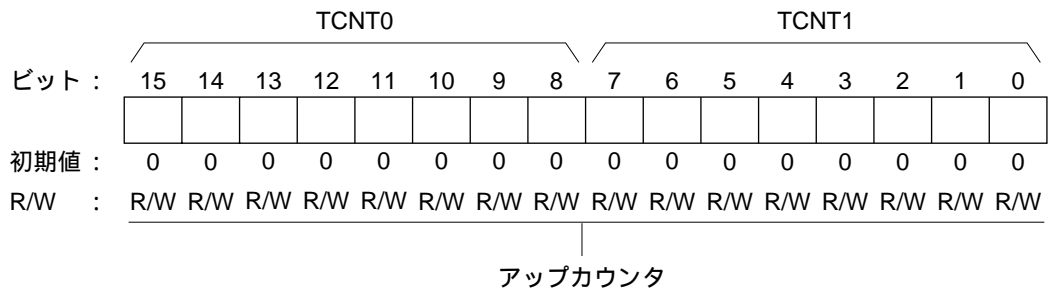 TCNT0 TCNT1
ビット： 15 14 13 12 11 10 9 8 7 6 5 4 3 2 1 0
初期値： 0 0 0 0 0 0 0 0 0 0 0 0 0 0 0 0
R/W ： R/W R/W R/W R/W R/W R/W R/W R/W R/W R/W R/W R/W R/W R/W R/W R/W
アップカウンタ